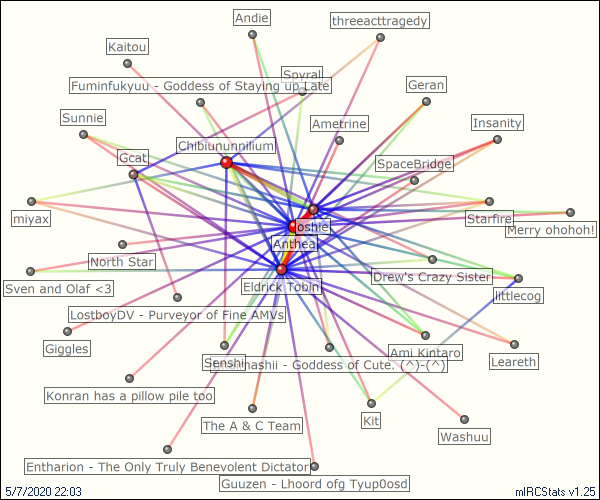 Andie
threeacttragedy
Kaitou
Spyral
Fuminfukyuu - Goddess of Staying up Late
Geran
Sunnie
Ametrine
Insanity
Chibiununnilium
Gcat
SpaceBridge
miyax
Starfire
oshie
Merry ohohoh!
Anthea
North Star
Drew's Crazy Sister
Sven and Olaf <3
Eldrick Tobin
littlecog
LostboyDV - Purveyor of Fine AMVs
Giggles
Ami Kintaro
Senshi
hashii - Goddess of Cute. (^)-(^)
Leareth
Konran has a pillow pile too
The A & C Team
Kit
Washuu
Entharion - The Only Truly Benevolent Dictator
Guuzen - Lhoord ofg Tyup0osd
5/7/2020 22:03
mIRCStats v1.25